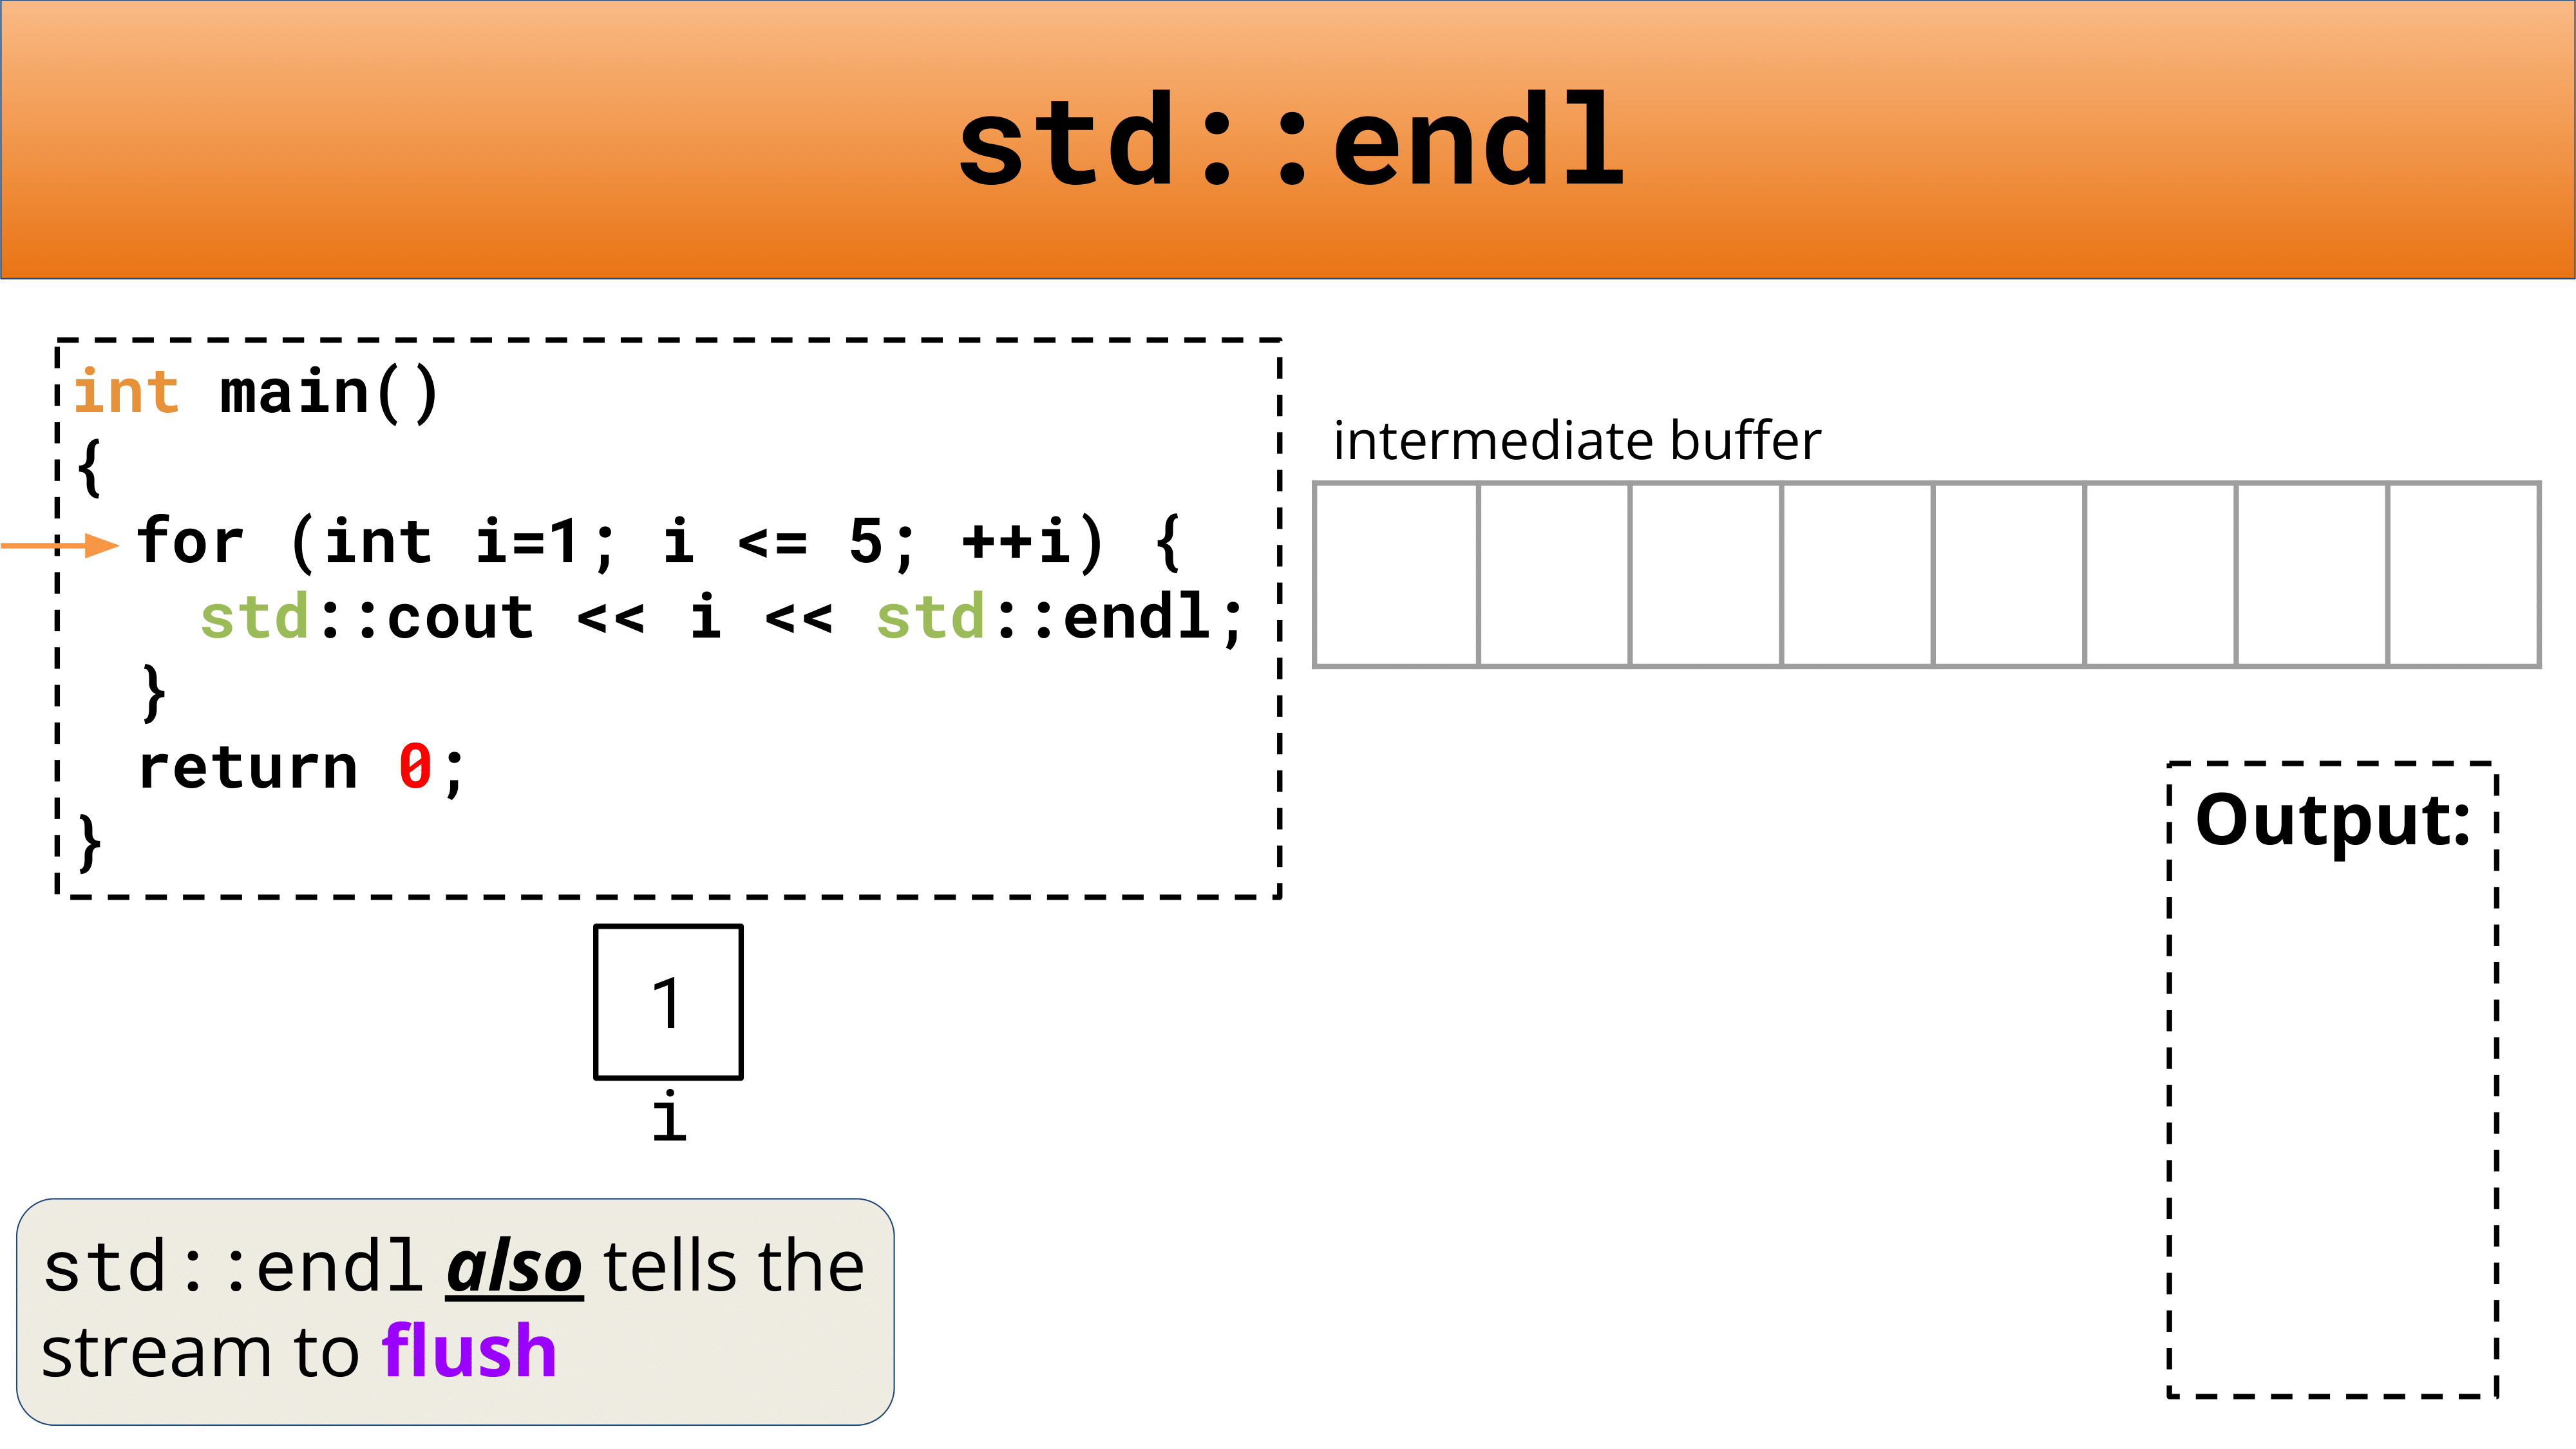 std::endl
int main()
{
for (int i=1; i <= 5; ++i) {
std::cout << i << std::endl;
}
return 0;
}
intermediate buffer
Output:
1
i
std::endl also tells the
stream to flush